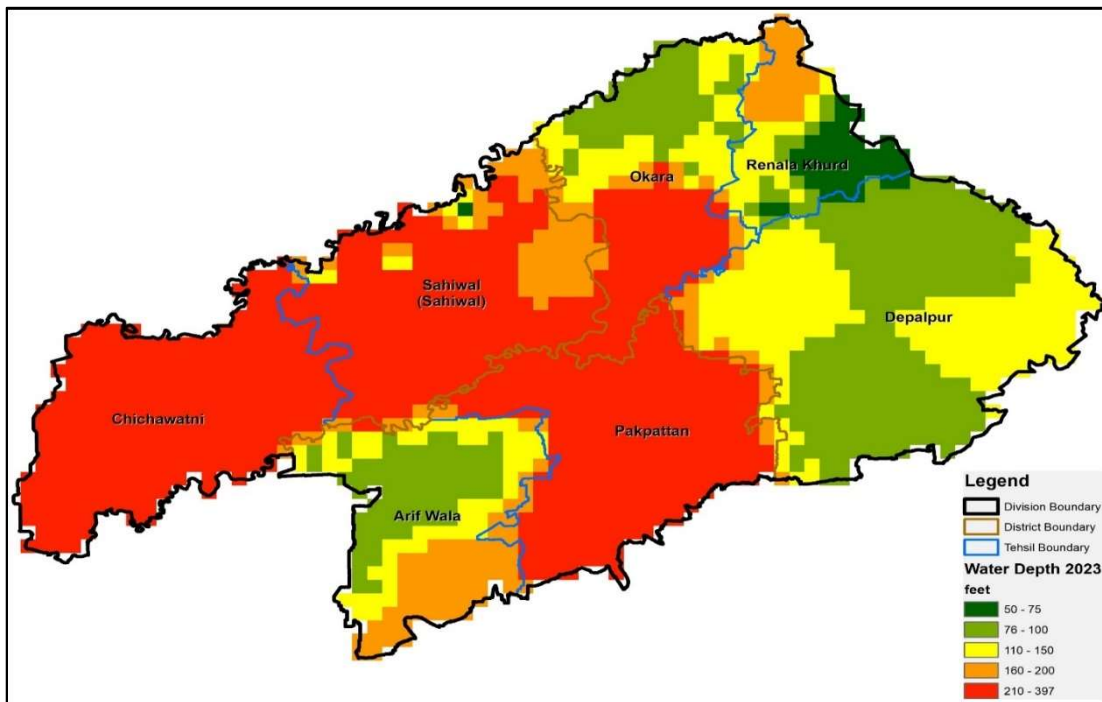 Okara
Renala Khurd
Sahiwal
(Sahiwal)
Depalpur
Chichawatni
Pakpattan
Arif Wala
Legend
Division Boundary
District Boundary
Tehsil Boundary
Water Depth 2023
feet
50 - 75
76 - 100
110 - 150
160 - 200
210 - 397